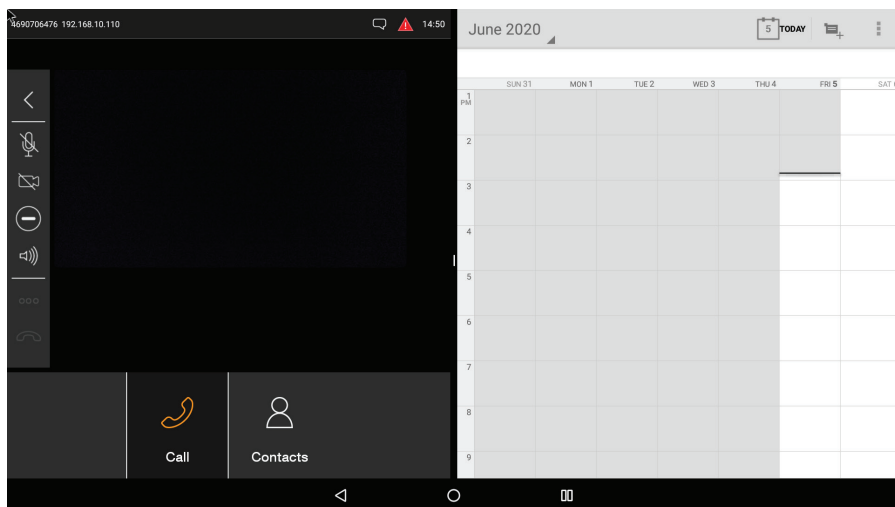 4690706476 192.168.10.110
14:50
Call
Contacts
June 2020
5 TODAY
SUN 31 MON 1 TUE 2 WED 3 THU 4 FRI 5 SAT
1 PM
2
3
4
5
6
7
8
9